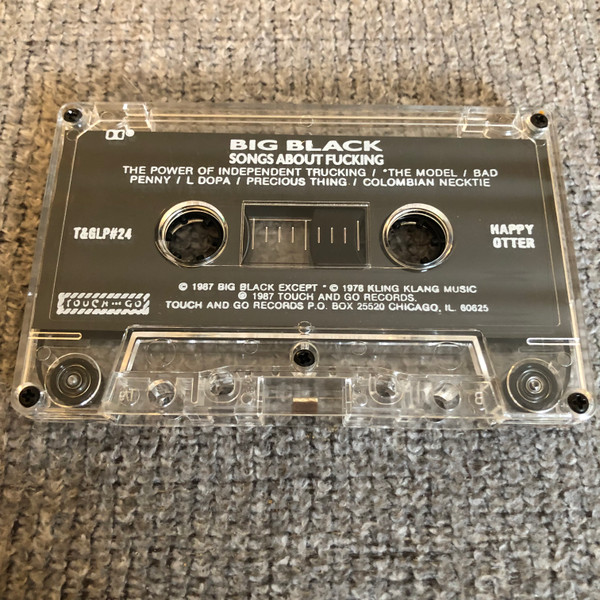 BIG BLACK
SONGS ABOUT FUCKING
THE POWER OF INDEPENDENT TRUCKING / *THE MODEL / BAD
PENNY / L DOPA / PRECIOUS THING / COLOMBIAN NECKTIE
T&GLP#24
HAPPY
OTTER
© 1987 BIG BLACK EXCEPT * © 1978 KLING KLANG MUSIC
℗ 1987 TOUCH AND GO RECORDS.
TOUCH AND GO RECORDS P.O. BOX 25520 CHICAGO, IL. 60625
TOUCH AND GO